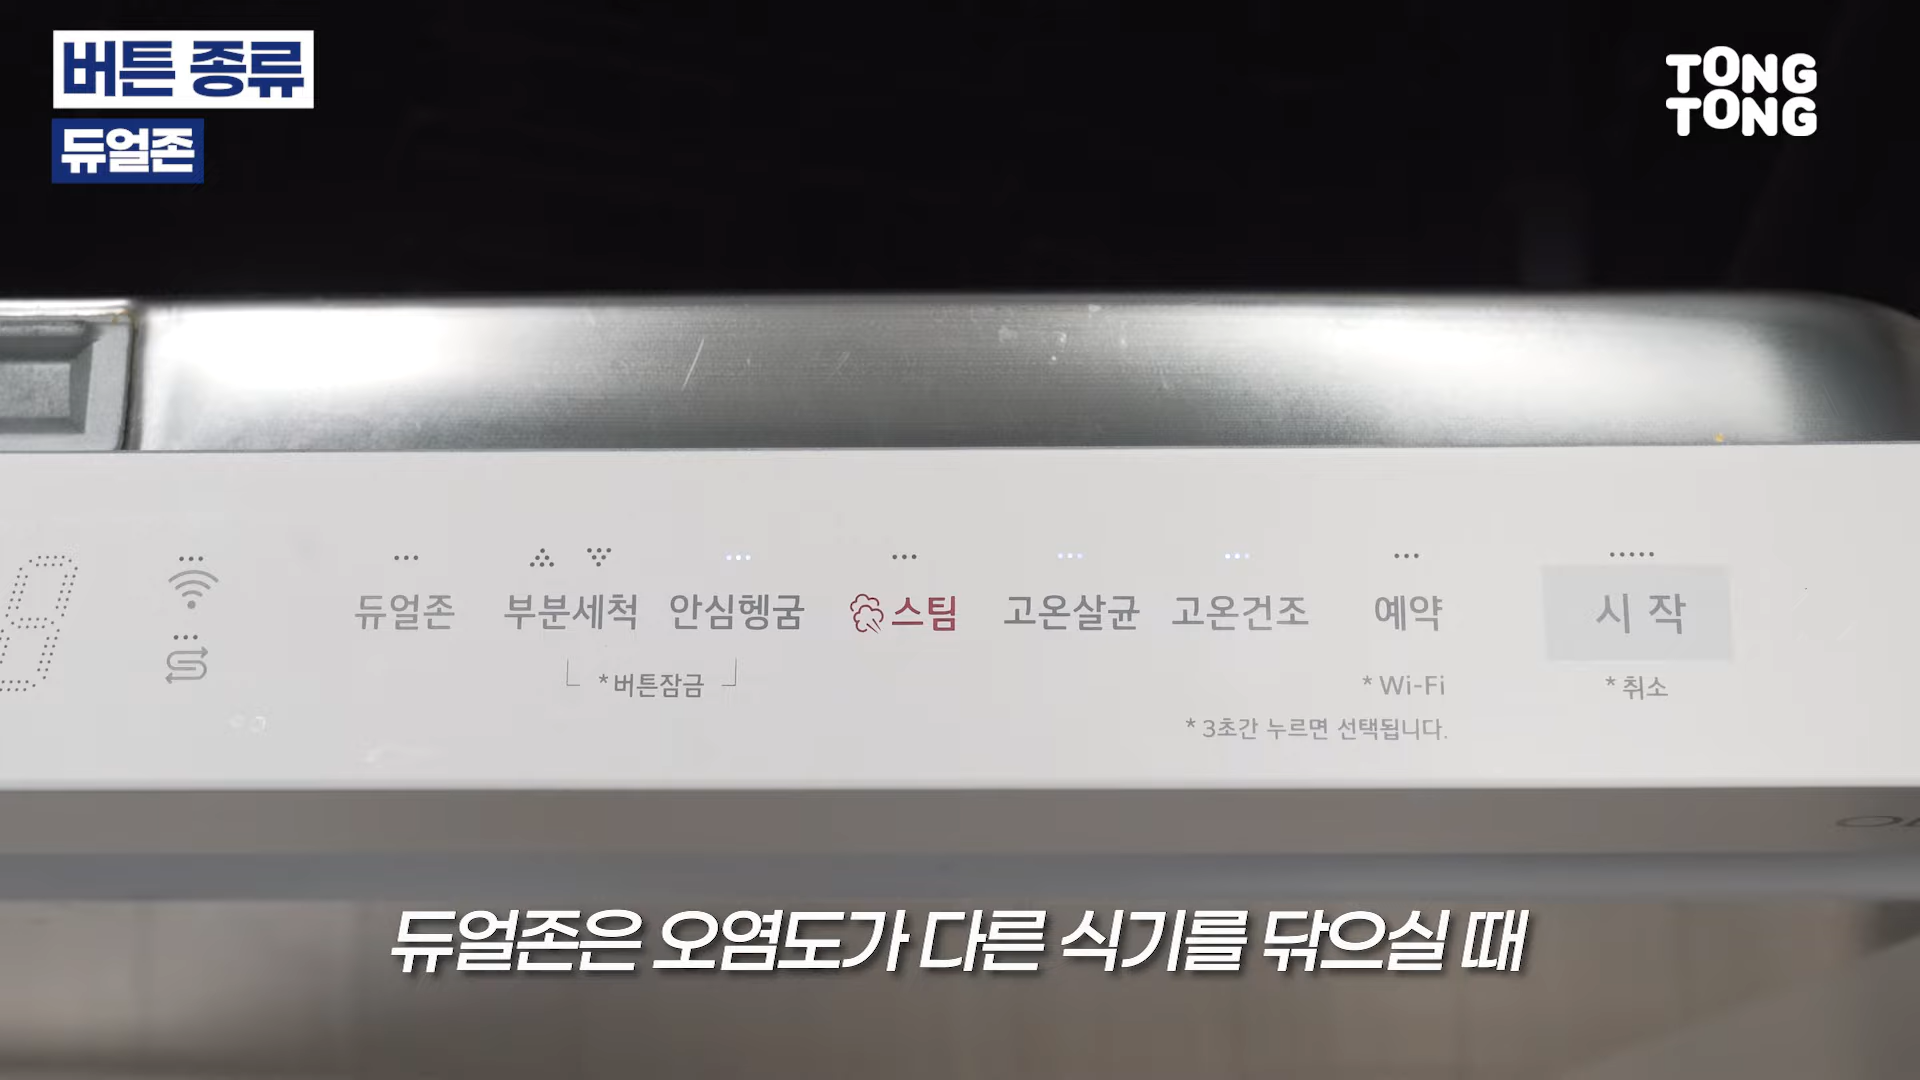 버튼 종류
듀얼존
TONG
TONG
듀얼존 부분세척 안심헹굼 스팀 고온살균 고온건조 예약 시 작
*버튼잠금 *Wi-Fi *취소
*3초간 누르면 선택됩니다.
듀얼존은 오염도가 다른 식기를 닦으실 때